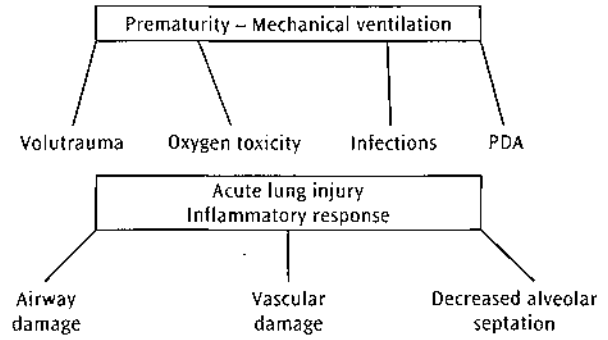 Prematurity – Mechanical ventilation
Volutrauma Oxygen toxicity Infections PDA
Acute lung injury
Inflammatory response
Airway Vascular Decreased alveolar
damage damage septation